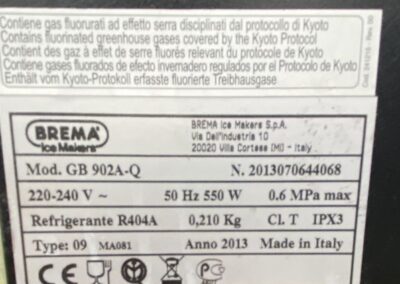 Contiene gas fluorurati ad effetto serra disciplinati dal protocollo di Kyoto
Contains fluorinated greenhouse gases covered by the Kyoto Protocol
Contient des gaz à effet de serre fluorés relevant du protocole de Kyoto
Contiene gases fluorados de efecto invernadero regulados por el Protocolo de Kyoto
Enthält vom Kyoto-Protokoll erfasste fluorierte Treibhausgase
BREMA
Ice Makers
BREMA Ice Makers S.p.A.
Via Dell'Industria 10
20020 Villa Cortese (MI) - Italy
Mod. GB 902A-Q N. 2013070644068
220-240 V ~ 50 Hz 550 W 0.6 MPa max
Refrigerante R404A 0,210 Kg Cl. T IPX3
Type: 09 MA081 Anno 2013 Made in Italy
CE